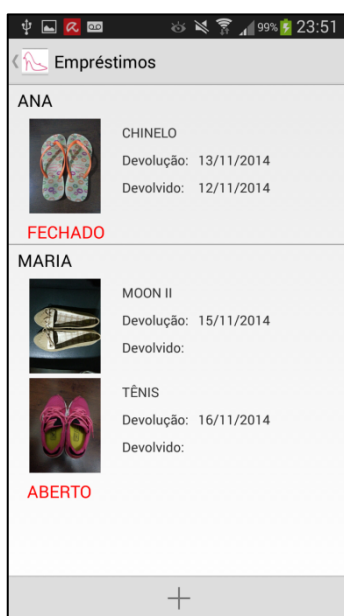 99% 23:51
Empréstimos
ANA
CHINELO
Devolução: 13/11/2014
Devolvido: 12/11/2014
FECHADO
MARIA
MOON II
Devolução: 15/11/2014
Devolvido:
TÊNIS
Devolução: 16/11/2014
Devolvido:
ABERTO